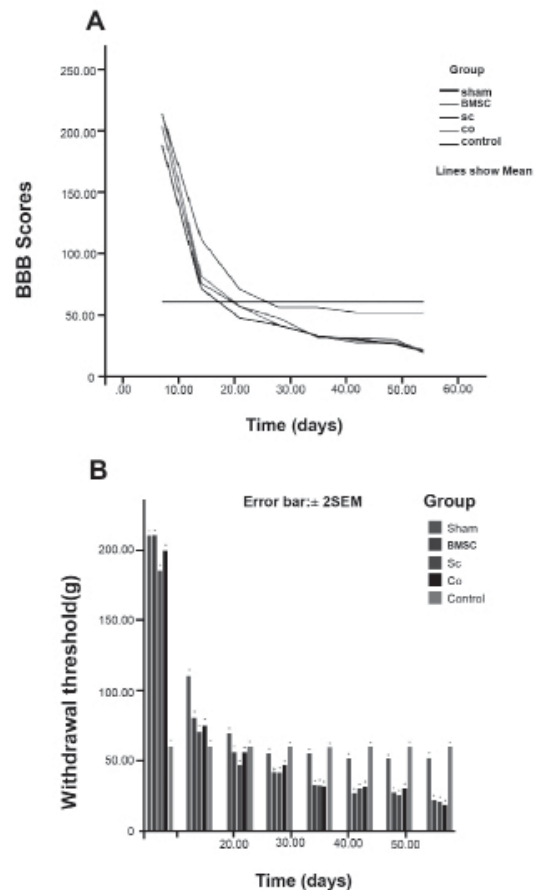 A
BBB Scores
250.00
200.00
150.00
100.00
50.00
0
.00 10.00 20.00 30.00 40.00 50.00 60.00
Time (days)
Group
sham
BMSC
sc
co
control
Lines show Mean
B
Error bar:± 2SEM
Withdrawal threshold(g)
200.00
150.00
100.00
50.00
0
20.00 30.00 40.00 50.00
Time (days)
Group
Sham
BMSC
Sc
Co
Control